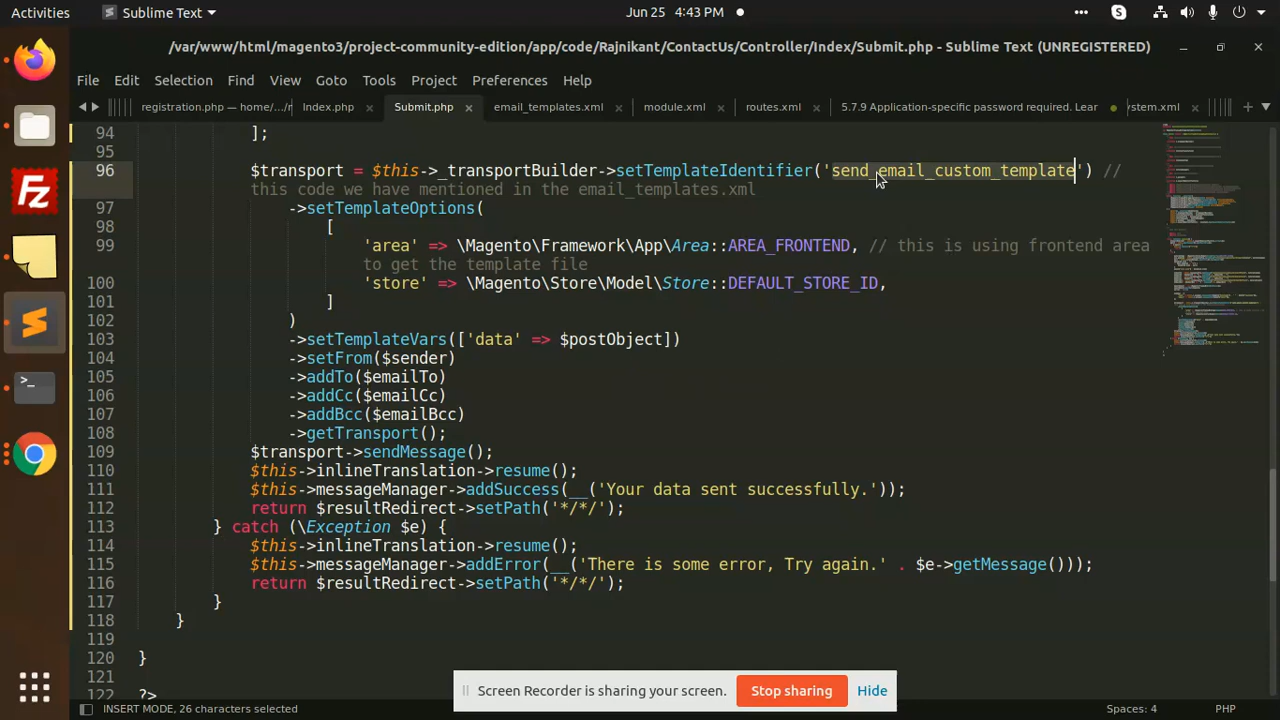 Activities
Sublime Text
Jun 25 4:43 PM
/var/www/html/magento3/project-community-edition/app/code/Rajnikant/ContactUs/Controller/Index/Submit.php - Sublime Text (UNREGISTERED)
File Edit Selection Find View Goto Tools Project Preferences Help
registration.php — home/.../r Index.php Submit.php email_templates.xml module.xml routes.xml 5.7.9 Application-specific password required. Lear stem.xml
94 ];
95
96 $transport = $this->_transportBuilder->setTemplateIdentifier('send_email_custom_template') //
this code we have mentioned in the email_templates.xml
97 ->setTemplateOptions(
98 [
99 'area' => \Magento\Framework\App\Area::AREA_FRONTEND, // this is using frontend area
to get the template file
100 'store' => \Magento\Store\Model\Store::DEFAULT_STORE_ID,
101 ]
102 )
103 ->setTemplateVars(['data' => $postObject])
104 ->setFrom($sender)
105 ->addTo($emailTo)
106 ->addCc($emailCc)
107 ->addBcc($emailBcc)
108 ->getTransport();
109 $transport->sendMessage();
110 $this->inlineTranslation->resume();
111 $this->messageManager->addSuccess(__('Your data sent successfully.'));
112 return $resultRedirect->setPath('*/*/');
113 } catch (\Exception $e) {
114 $this->inlineTranslation->resume();
115 $this->messageManager->addError(__('There is some error, Try again.' . $e->getMessage()));
116 return $resultRedirect->setPath('*/*/');
117 }
118 }
119
120 }
121
122 ?>
Screen Recorder is sharing your screen. Stop sharing Hide
INSERT MODE, 26 characters selected
Spaces: 4 PHP